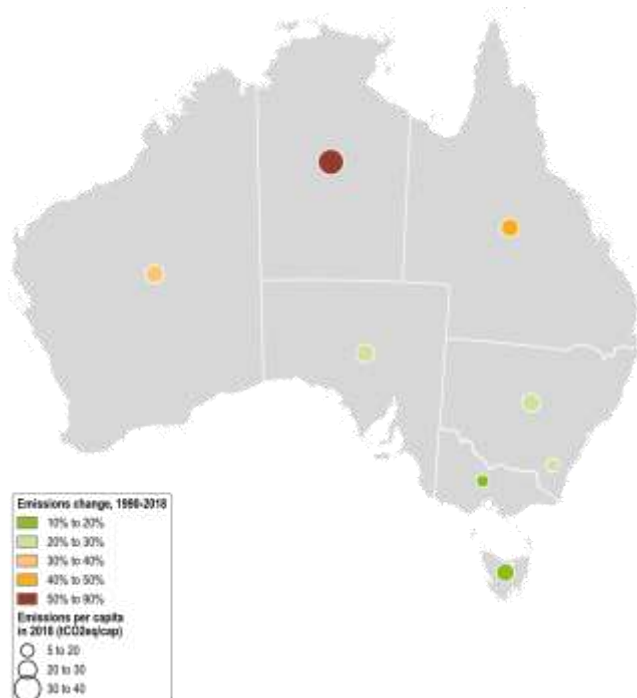 Emissions change, 1990-2018
10% to 20%
20% to 30%
30% to 40%
40% to 50%
50% to 90%
Emissions per capita
in 2018 (tCO2eq/cap)
5 to 20
20 to 30
30 to 40